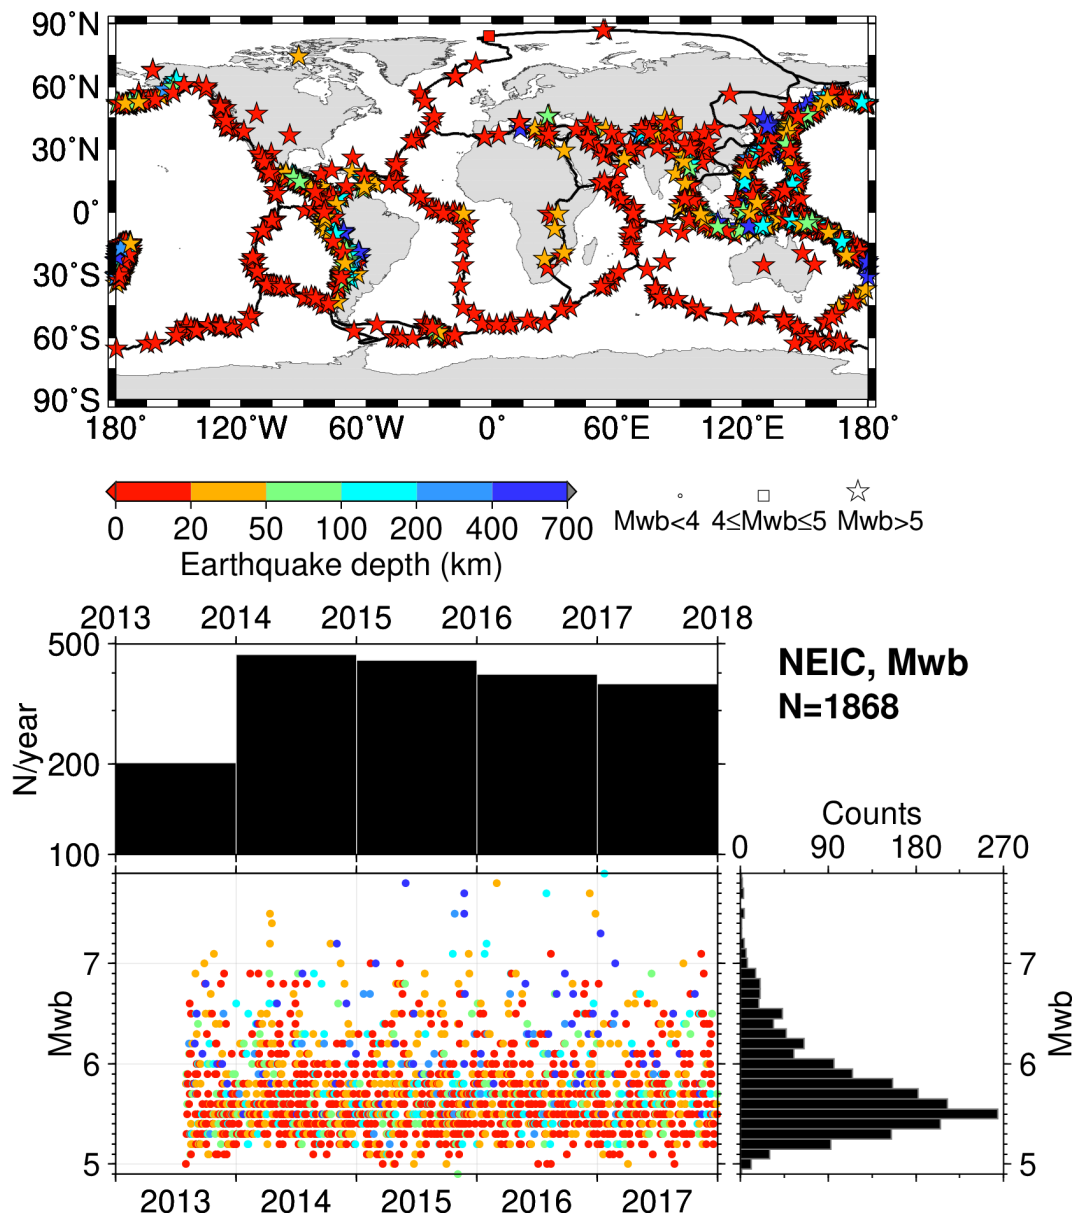 90˚N
60˚N
30˚N
0˚
30˚S
60˚S
90˚S
180˚ 120˚W 60˚W 0˚ 60˚E 120˚E 180˚
0 20 50 100 200 400 700
Earthquake depth (km)
Mwb<4 4≤Mwb≤5 Mwb>5
2013 2014 2015 2016 2017 2018
500
200
100
N/year
NEIC, Mwb
N=1868
Counts
0 90 180 270
7
6
5
Mwb
7
6
5
Mwb
2013 2014 2015 2016 2017